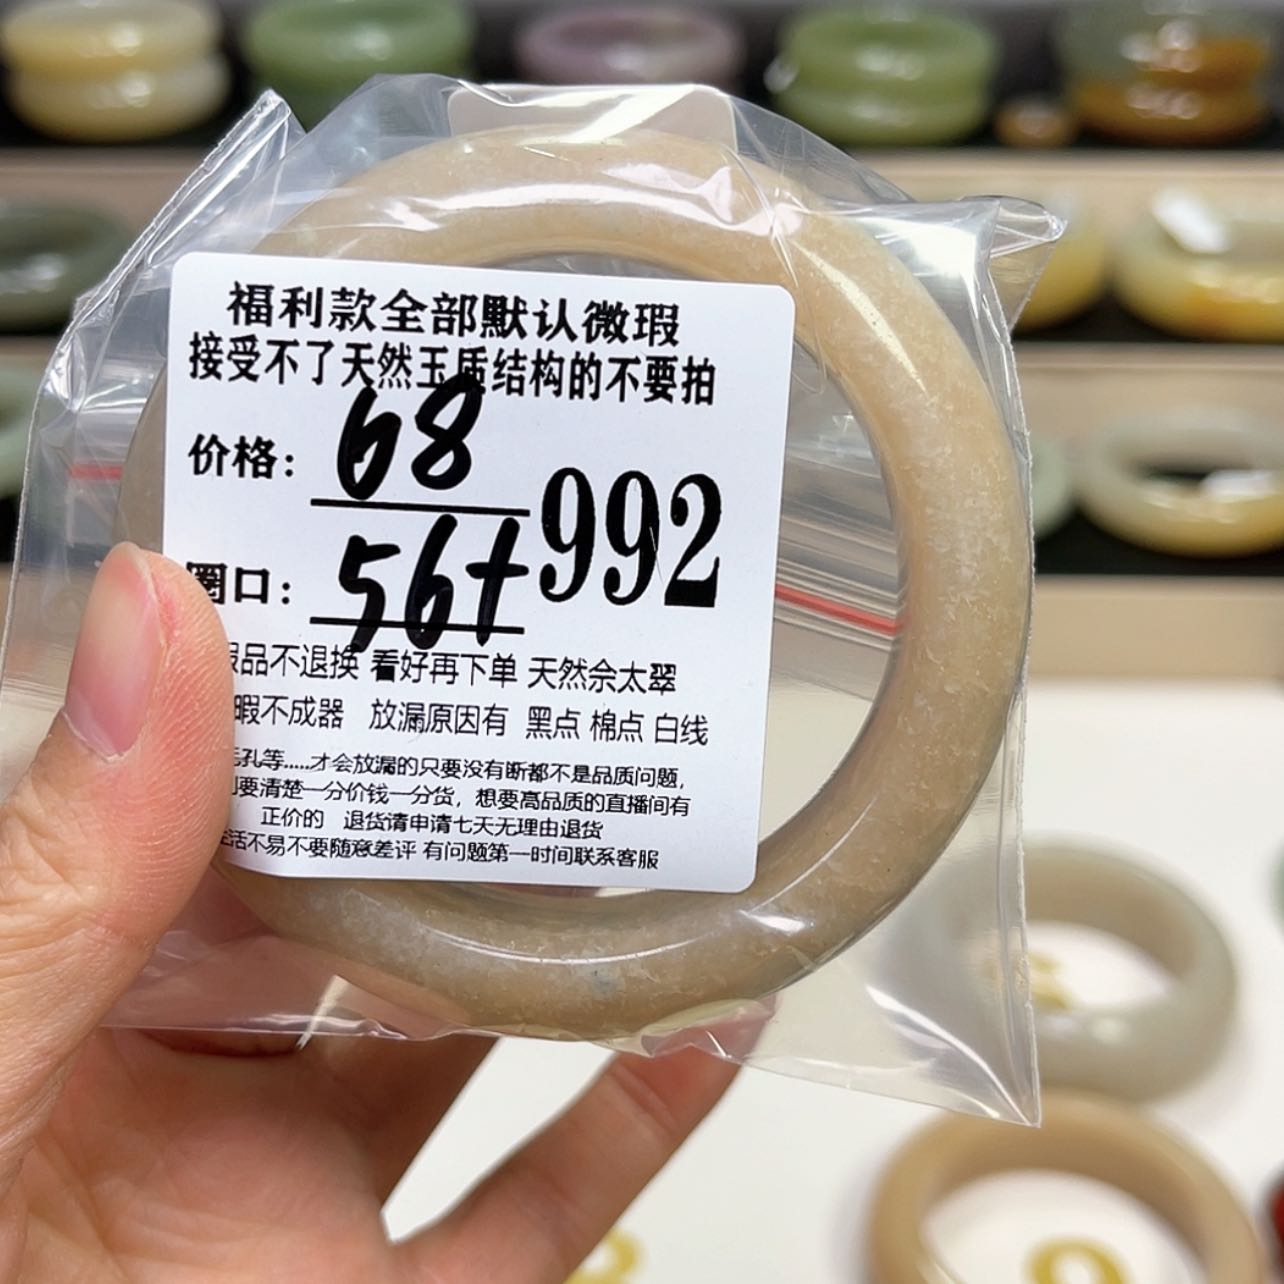 福利款全部默认微瑕
接受不了天然玉质结构的不要拍
价格: 68
992
圈口: 56+
品不退换 看好再下单 天然佘太翠
暇不成器 放漏原因有 黑点 棉点 白线
毛孔等.....才会放漏的只要没有断都不是品质问题,
要清楚一分价钱一分货, 想要高品质的直播间有
正价的 退货请申请七天无理由退货
活不易不要随意差评 有问题第一时间联系客服